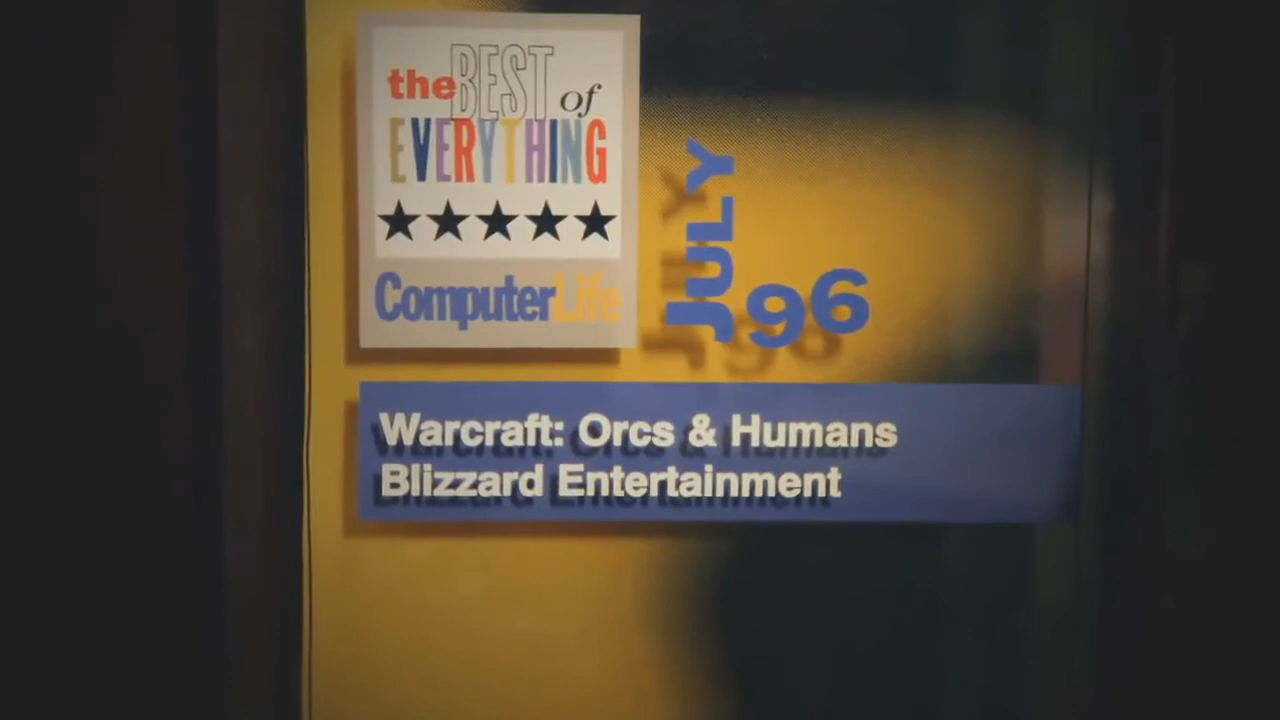 the BEST of
EVERYTHING
ComputerLife
JULY
96
Warcraft: Orcs & Humans
Blizzard Entertainment